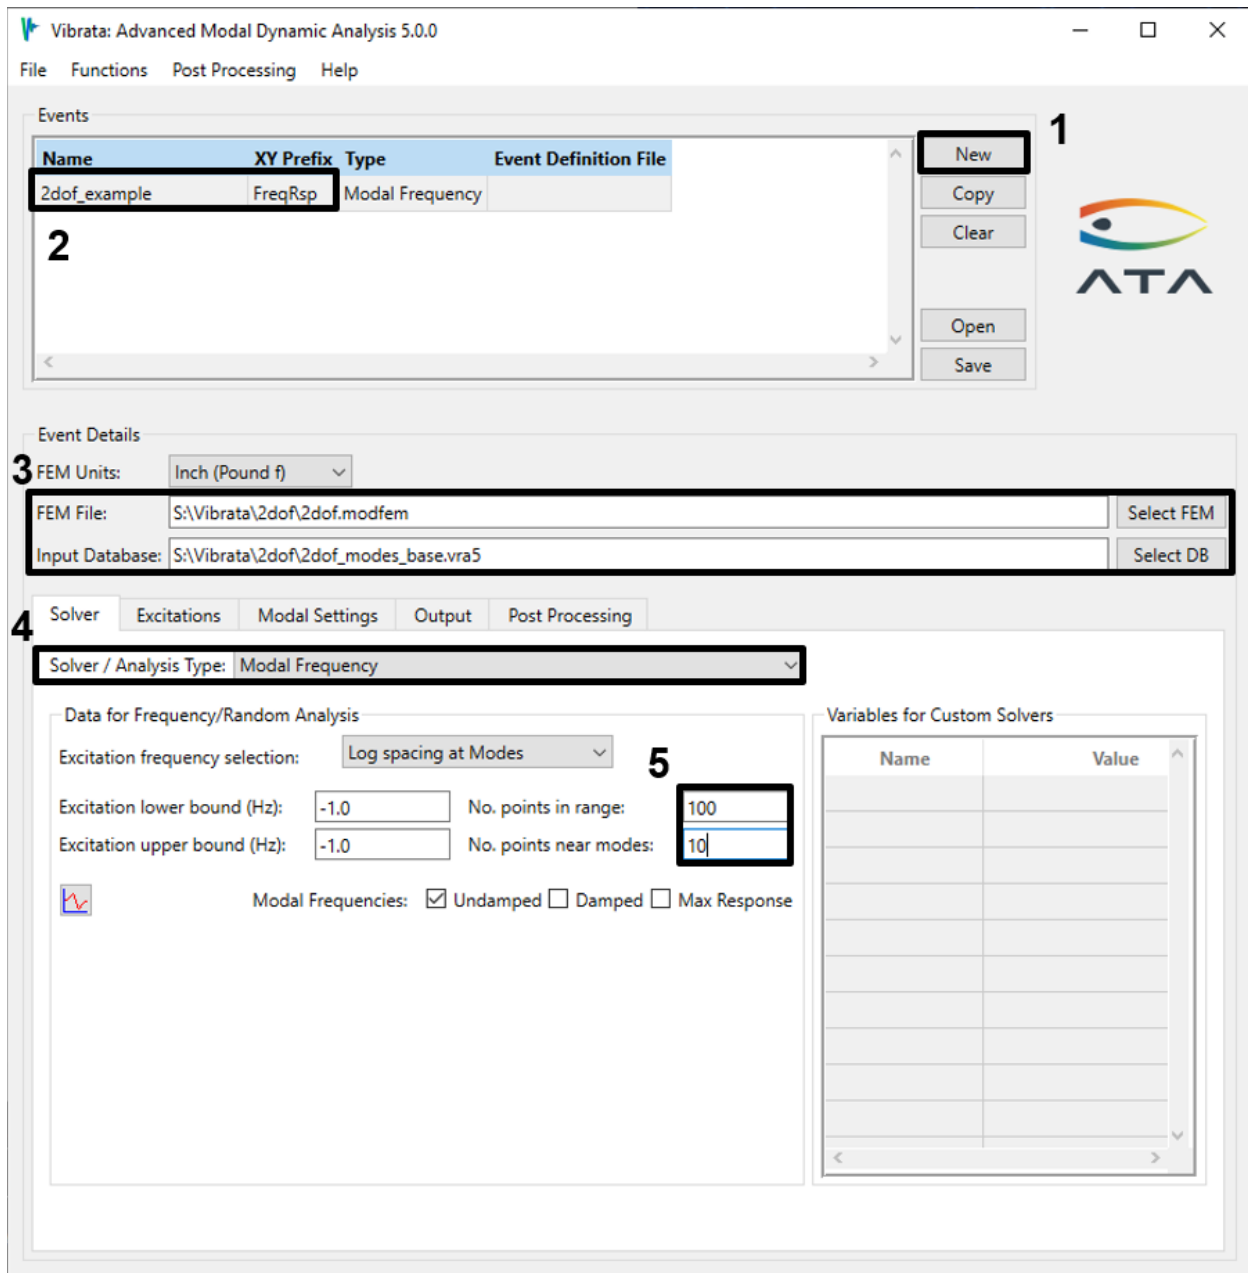 Vibrata: Advanced Modal Dynamic Analysis 5.0.0
File Functions Post Processing Help
Events
1
Name XY Prefix Type Event Definition File
New
2dof_example FreqRsp Modal Frequency
Copy
2
Clear
ATA
Open
Save
Event Details
3
FEM Units: Inch (Pound f)
FEM File: S:\Vibrata\2dof\2dof.modfem Select FEM
Input Database: S:\Vibrata\2dof\2dof_modes_base.vra5 Select DB
4
Solver Excitations Modal Settings Output Post Processing
Solver / Analysis Type: Modal Frequency
Data for Frequency/Random Analysis
Variables for Custom Solvers
Excitation frequency selection: Log spacing at Modes
5
Name Value
Excitation lower bound (Hz): -1.0 No. points in range: 100
Excitation upper bound (Hz): -1.0 No. points near modes: 10
Modal Frequencies: Undamped Damped Max Response